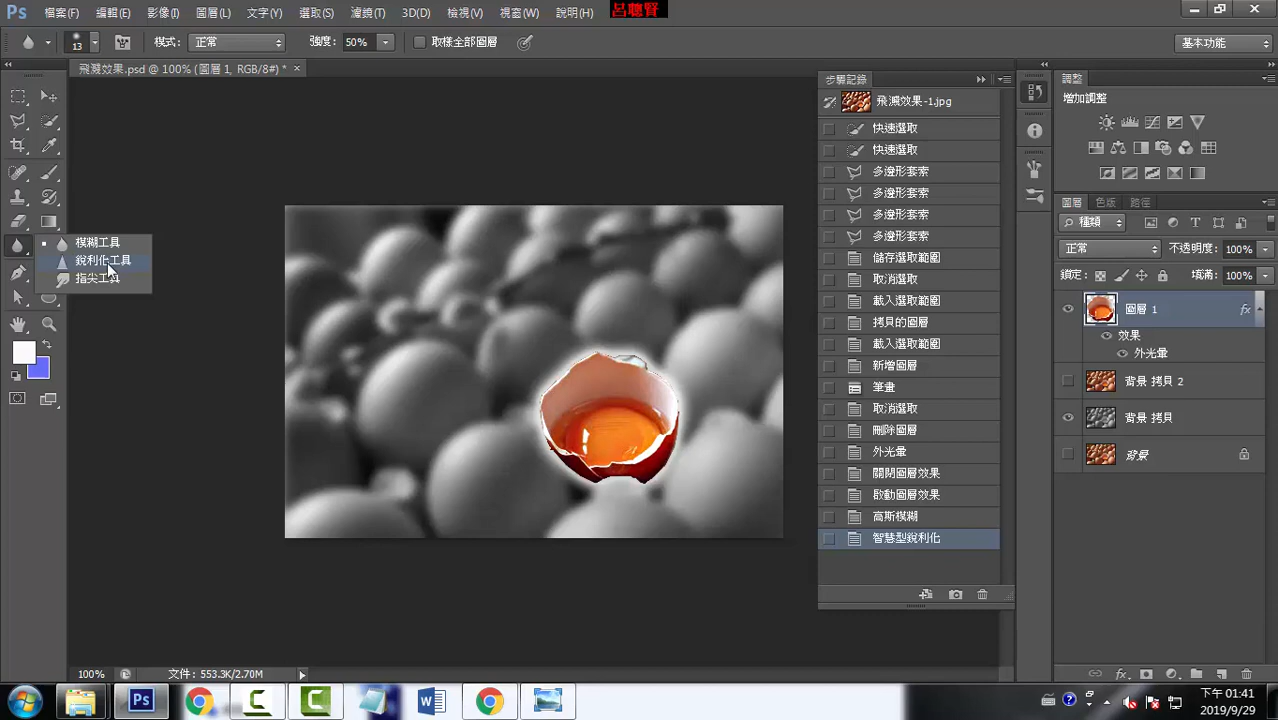 Ps 檔案(F) 編輯(E) 影像(I) 圖層(L) 文字(Y) 選取(S) 濾鏡(T) 3D(D) 檢視(V) 視窗(W) 說明(H) 呂聰賢
13 模式: 正常 強度: 50% 取樣全部圖層 基本功能
飛濺效果.psd @ 100% (圖層 1, RGB/8#) * ×
步驟記錄
飛濺效果-1.jpg
快速選取
快速選取
多邊形套索
多邊形套索
多邊形套索
多邊形套索
儲存選取範圍
取消選取
載入選取範圍
拷貝的圖層
載入選取範圍
新增圖層
筆畫
取消選取
刪除圖層
外光暈
關閉圖層效果
啟動圖層效果
高斯模糊
智慧型銳利化
模糊工具
銳利化工具
指尖工具
調整
增加調整
圖層 色版 路徑
種類
正常 不透明度: 100%
鎖定: 填滿: 100%
圖層 1 fx
效果
外光暈
背景 拷貝 2
背景 拷貝
背景
100% 文件: 553.3K/2.70M
Ps
下午 01:41
2019/9/29